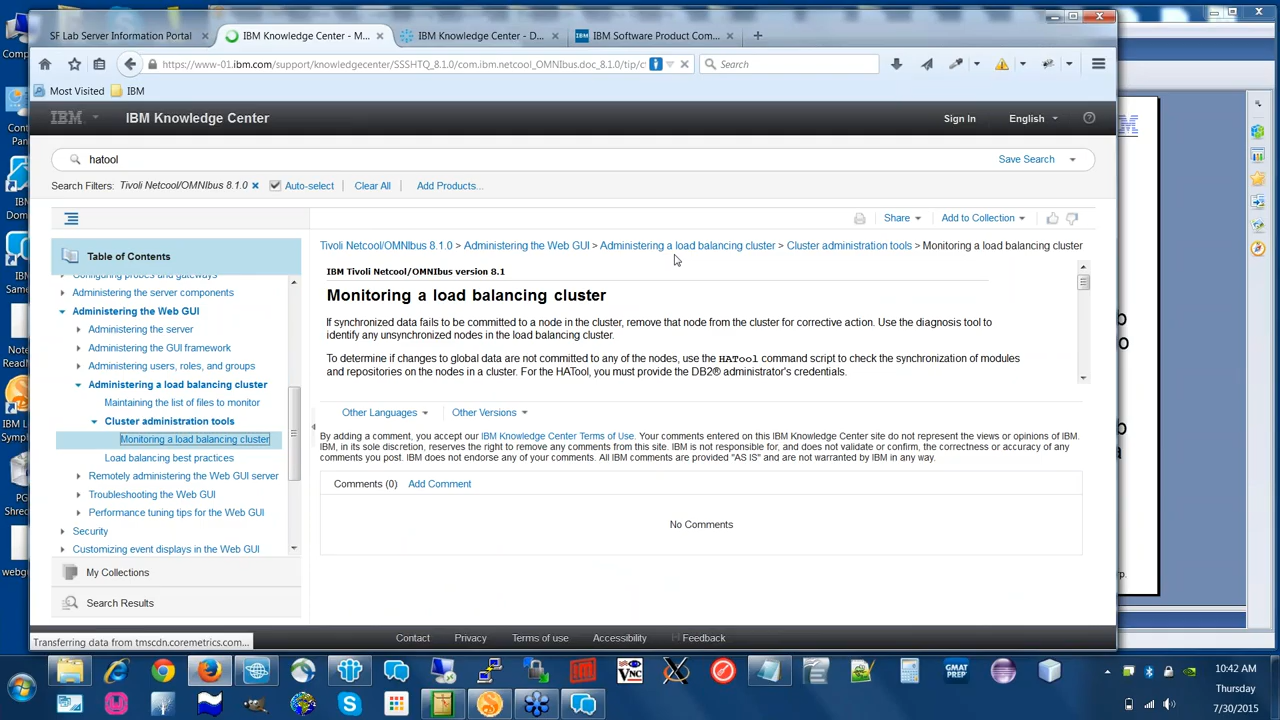 SF Lab Server Information Portal
IBM Knowledge Center - M...
IBM Knowledge Center - D...
IBM
IBM Software Product Com...
https://www-01.ibm.com/support/knowledgecenter/SSSHTQ_8.1.0/com.ibm.netcool_OMNIbus.doc_8.1.0/tip/c
Search
Most Visited
IBM
IBM
IBM Knowledge Center
Sign In
English
hatool
Save Search
Search Filters: Tivoli Netcool/OMNIbus 8.1.0
Auto-select
Clear All
Add Products...
Share
Add to Collection
Table of Contents
Configuring probes and gateways
Administering the server components
Administering the Web GUI
Administering the server
Administering the GUI framework
Administering users, roles, and groups
Administering a load balancing cluster
Maintaining the list of files to monitor
Cluster administration tools
Monitoring a load balancing cluster
Load balancing best practices
Remotely administering the Web GUI server
Troubleshooting the Web GUI
Performance tuning tips for the Web GUI
Security
Customizing event displays in the Web GUI
My Collections
Search Results
Tivoli Netcool/OMNIbus 8.1.0 > Administering the Web GUI > Administering a load balancing cluster > Cluster administration tools > Monitoring a load balancing cluster
IBM Tivoli Netcool/OMNIbus version 8.1
Monitoring a load balancing cluster
If synchronized data fails to be committed to a node in the cluster, remove that node from the cluster for corrective action. Use the diagnosis tool to
identify any unsynchronized nodes in the load balancing cluster.
To determine if changes to global data are not committed to any of the nodes, use the HATool command script to check the synchronization of modules
and repositories on the nodes in a cluster. For the HATool, you must provide the DB2® administrator's credentials.
Other Languages
Other Versions
By adding a comment, you accept our IBM Knowledge Center Terms of Use. Your comments entered on this IBM Knowledge Center site do not represent the views or opinions of IBM.
IBM, in its sole discretion, reserves the right to remove any comments from this site. IBM is not responsible for, and does not validate or confirm, the correctness or accuracy of any
comments you post. IBM does not endorse any of your comments. All IBM comments are provided "AS IS" and are not warranted by IBM in any way.
Comments (0)
Add Comment
No Comments
Transferring data from tmscdn.coremetrics.com...
Contact
Privacy
Terms of use
Accessibility
Feedback
VNC
GMAT
PREP
10:42 AM
Thursday
7/30/2015